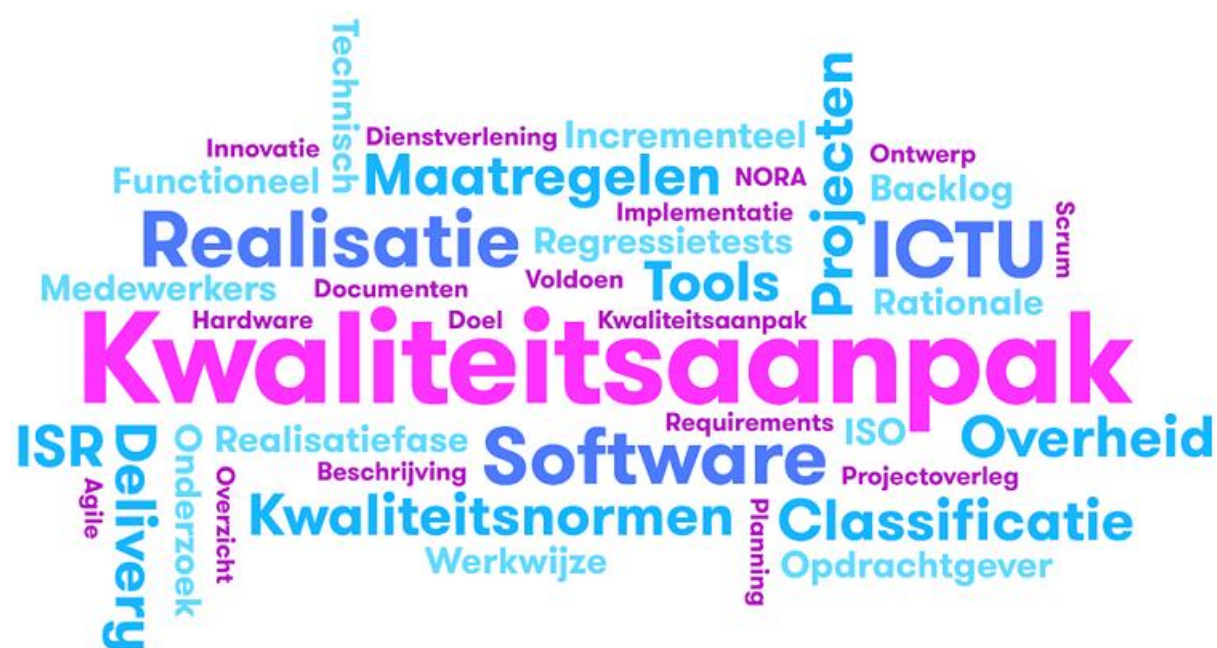 Technisch
Projecten
Dienstverlening
Incrementeel
Innovatie
Maatregelen
NORA
Ontwerp
Functioneel
Backlog
Scrum
Implementatie
Realisatie
Regressietests
ICTU
Voldoen
Tools
Medewerkers
Documenten
Rationale
Hardware
Doel
Kwaliteitsaanpak
Kwaliteitsaanpak
Requirements
ISO
Overheid
ISR
Delivery
Onderzoek
Realisatiefase
Software
Beschrijving
Projectoverleg
Agile
Overzicht
Kwaliteitsnormen
Planning
Classificatie
Werkwijze
Opdrachtgever